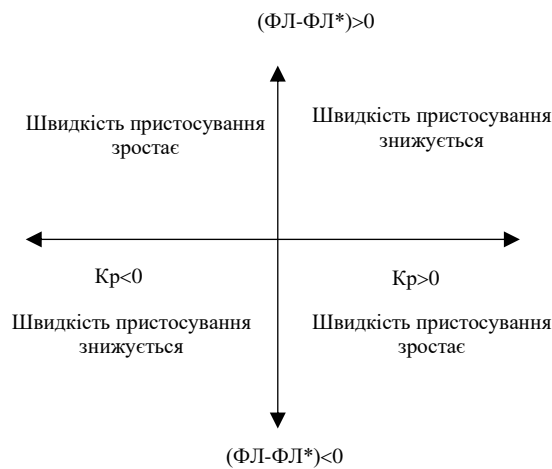 (ФЛ-ФЛ*)>0
Швидкість пристосування
зростає
Швидкість пристосування
знижується
Кр<0
Кр>0
Швидкість пристосування
знижується
Швидкість пристосування
зростає
(ФЛ-ФЛ*)<0